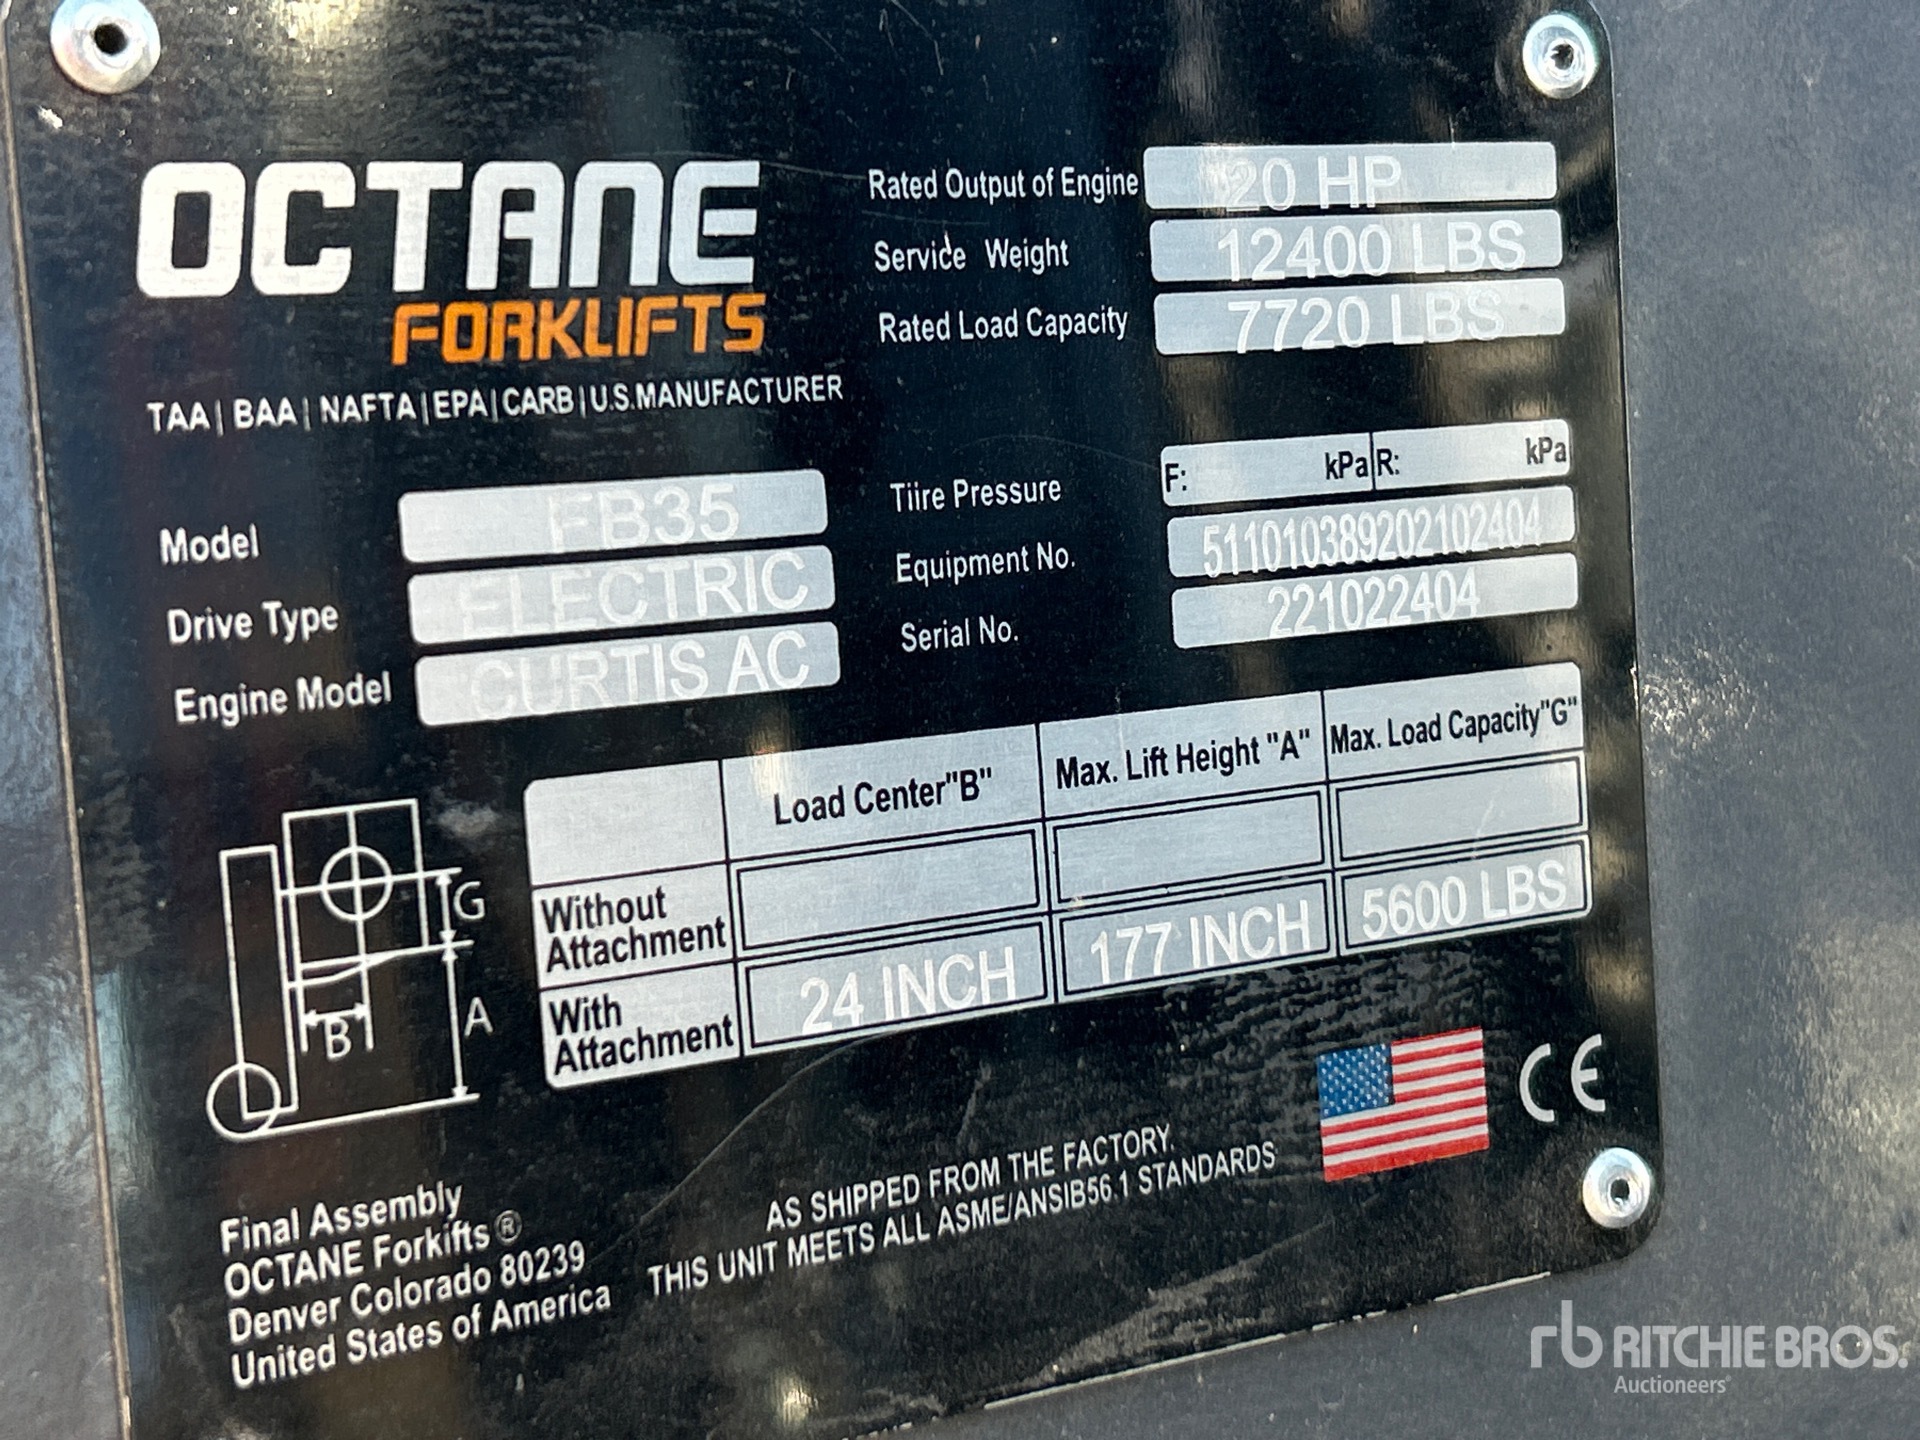 OCTANE
FORKLIFTS
TAA | BAA | NAFTA | EPA | CARB | U.S.MANUFACTURER
Rated Output of Engine 20 HP
Service Weight 12400 LBS
Rated Load Capacity 7720 LBS
Model FB35
Drive Type ELECTRIC
Engine Model CURTIS AC
Tiire Pressure F: kPa R: kPa
Equipment No. 511010389202102404
Serial No. 221022404
Load Center"B" Max. Lift Height "A" Max. Load Capacity"G"
Without
Attachment
With
Attachment
24 INCH 177 INCH 5600 LBS
G
B A
CE
AS SHIPPED FROM THE FACTORY.
THIS UNIT MEETS ALL ASME/ANSIB56.1 STANDARDS
Final Assembly
OCTANE Forkifts ®
Denver Colorado 80239
United States of America
rb RITCHIE BROS.
Auctioneers